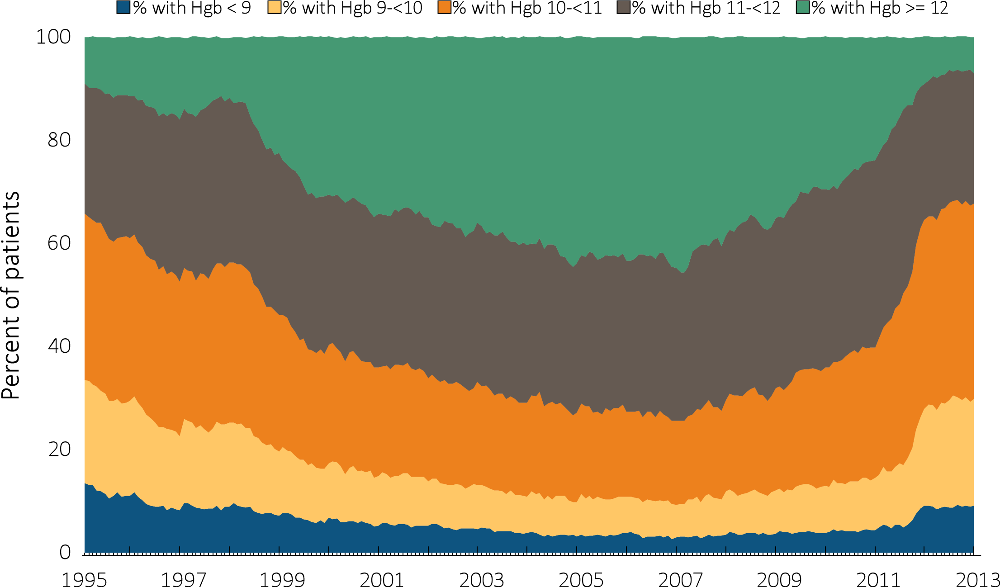 % with Hgb < 9 % with Hgb 9-<10 % with Hgb 10-<11 % with Hgb 11-<12 % with Hgb >= 12
100
80
60
40
20
0
Percent of patients
1995 1997 1999 2001 2003 2005 2007 2009 2011 2013